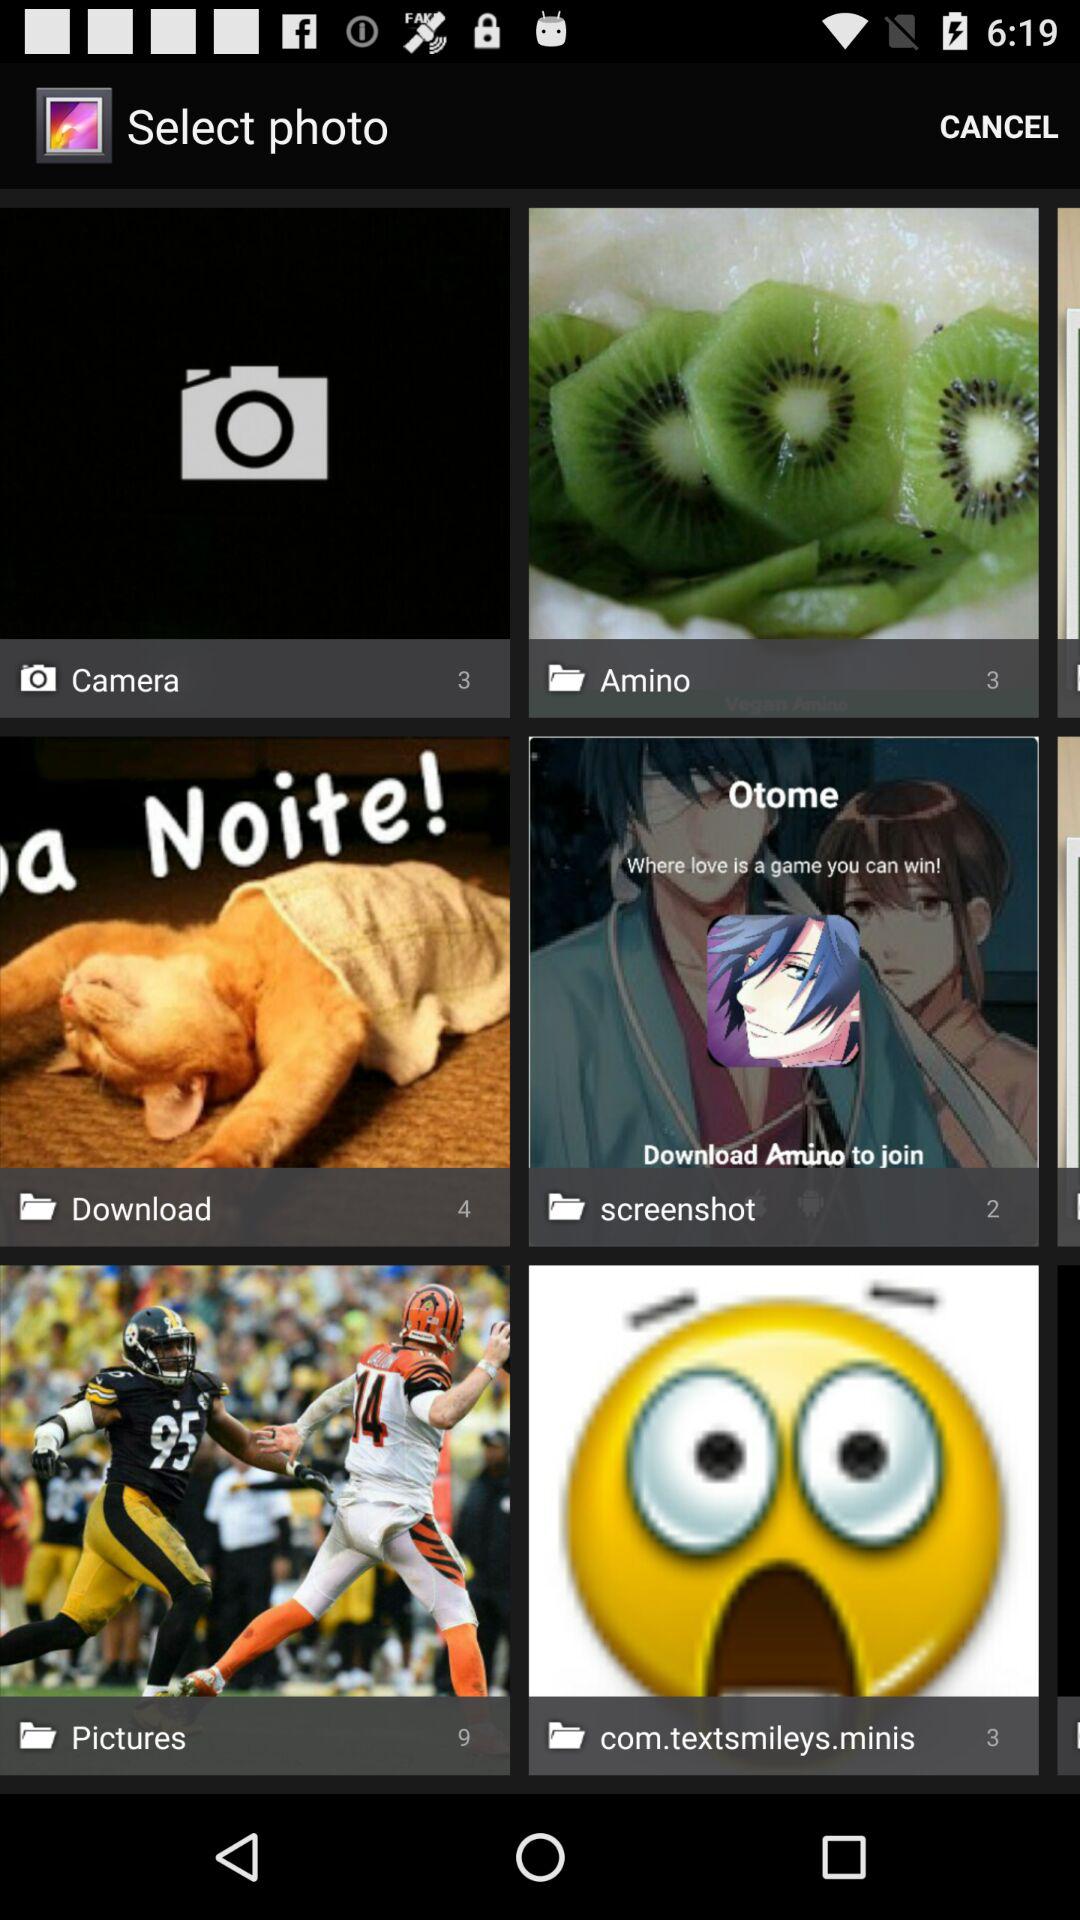 FAKE
6:19
Select photo
CANCEL
Camera 3
Amino 3
Vegan Amino
a Noite!
Otome
Where love is a game you can win!
Download Amino to join
Download 4
screenshot 2
95
14
Pictures 9
com.textsmileys.minis 3